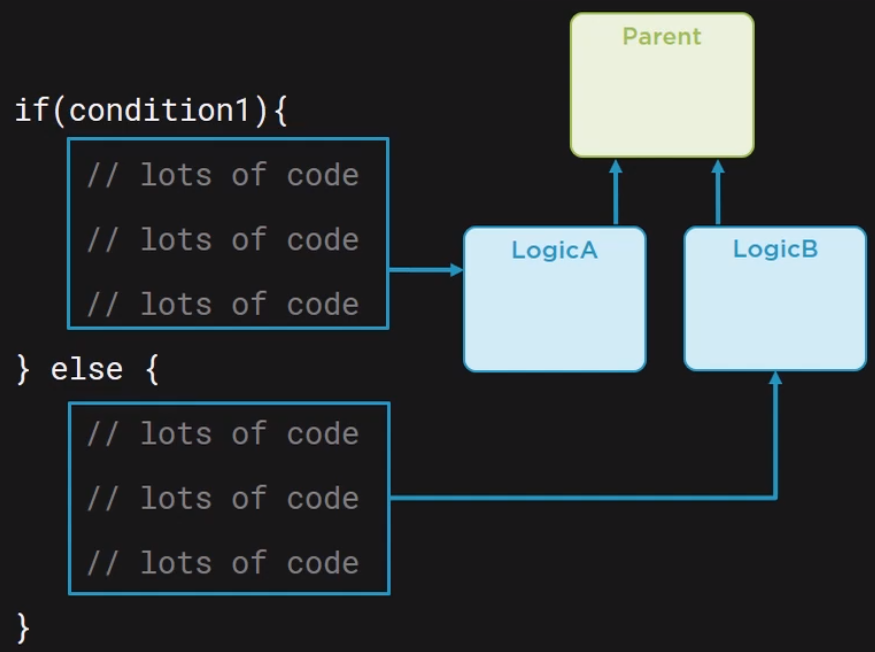 if(condition1){
// lots of code
// lots of code
// lots of code
} else {
// lots of code
// lots of code
// lots of code
}
Parent
LogicA
LogicB